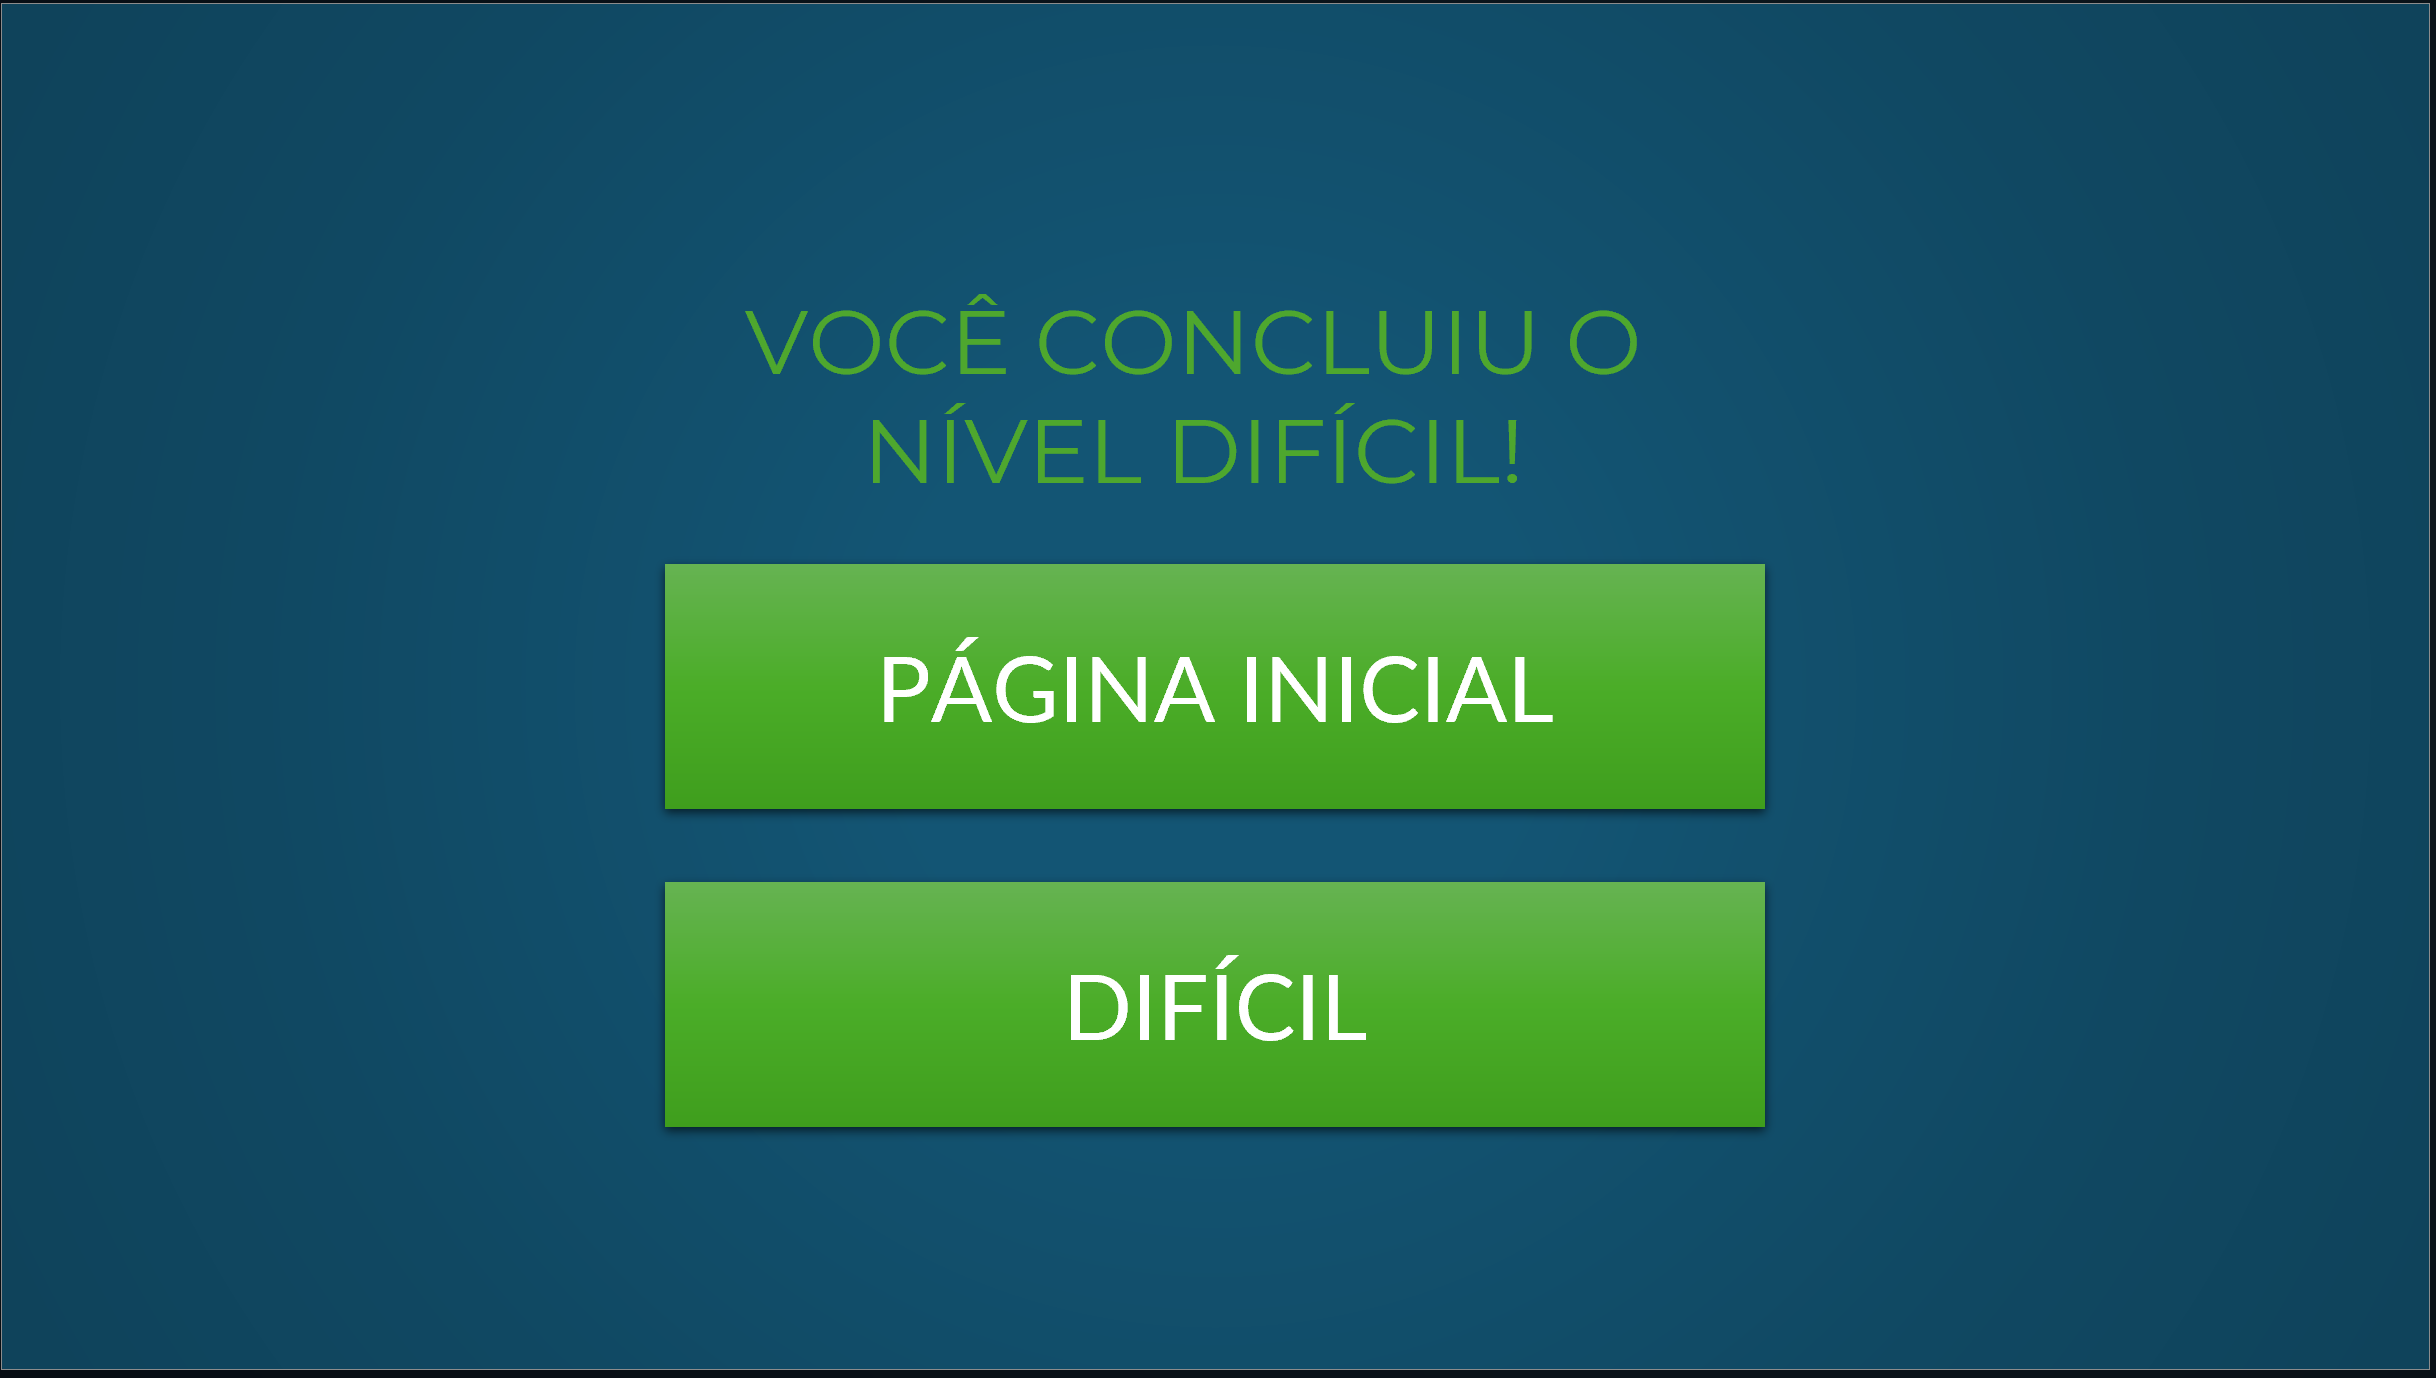 VOCÊ CONCLUIU O
NÍVEL DIFÍCIL!
PÁGINA INICIAL
DIFÍCIL